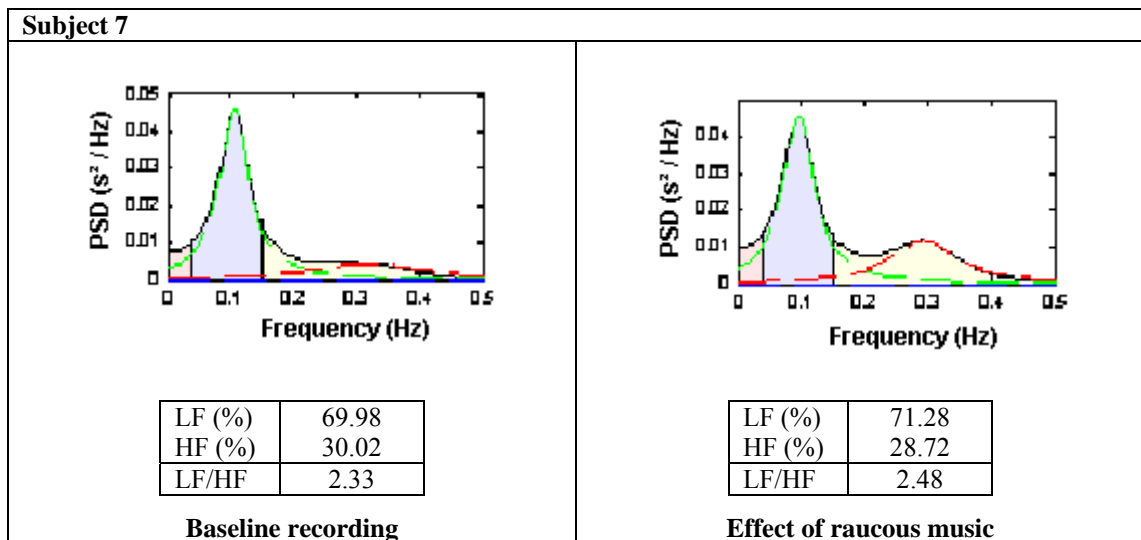 Subject 7
0.05
0.04
0.03
0.02
0.01
0
PSD (s² / Hz)
0 0.1 0.2 0.3 0.4 0.5
Frequency (Hz)
LF (%) 69.98
HF (%) 30.02
LF/HF 2.33
Baseline recording
0.04
0.03
0.02
0.01
0
PSD (s² / Hz)
0 0.1 0.2 0.3 0.4 0.5
Frequency (Hz)
LF (%) 71.28
HF (%) 28.72
LF/HF 2.48
Effect of raucous music